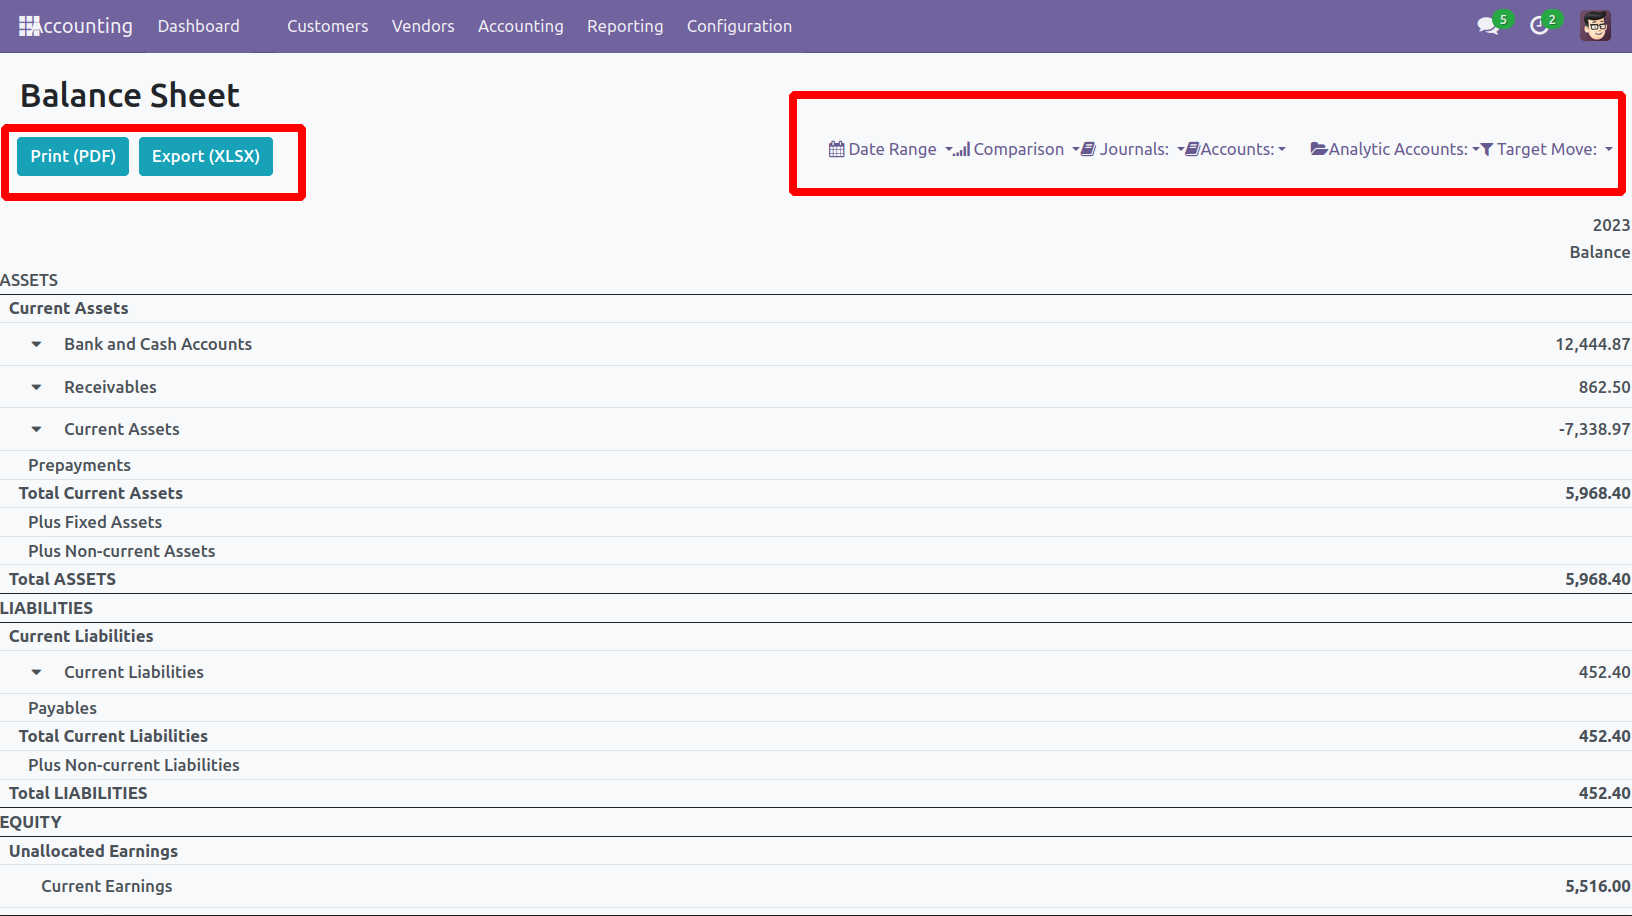 Accounting Dashboard Customers Vendors Accounting Reporting Configuration 5 2
Balance Sheet
Print (PDF) Export (XLSX) Date Range Comparison Journals: Accounts: Analytic Accounts: Target Move:
2023
Balance
ASSETS
Current Assets
Bank and Cash Accounts 12,444.87
Receivables 862.50
Current Assets -7,338.97
Prepayments
Total Current Assets 5,968.40
Plus Fixed Assets
Plus Non-current Assets
Total ASSETS 5,968.40
LIABILITIES
Current Liabilities
Current Liabilities 452.40
Payables
Total Current Liabilities 452.40
Plus Non-current Liabilities
Total LIABILITIES 452.40
EQUITY
Unallocated Earnings
Current Earnings 5,516.00